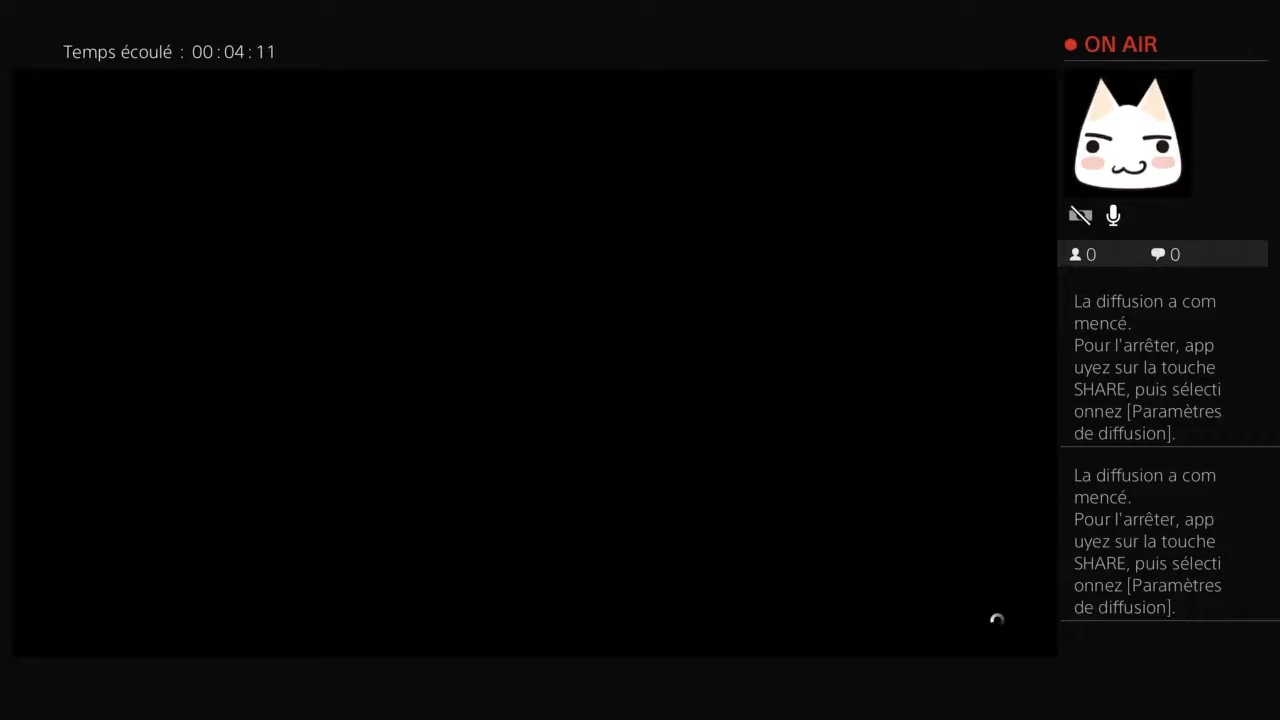 Temps écoulé : 00:04:11
ON AIR
0 0
La diffusion a com
mencé.
Pour l'arrêter, app
uyez sur la touche
SHARE, puis sélecti
onnez [Paramètres
de diffusion].
La diffusion a com
mencé.
Pour l'arrêter, app
uyez sur la touche
SHARE, puis sélecti
onnez [Paramètres
de diffusion].